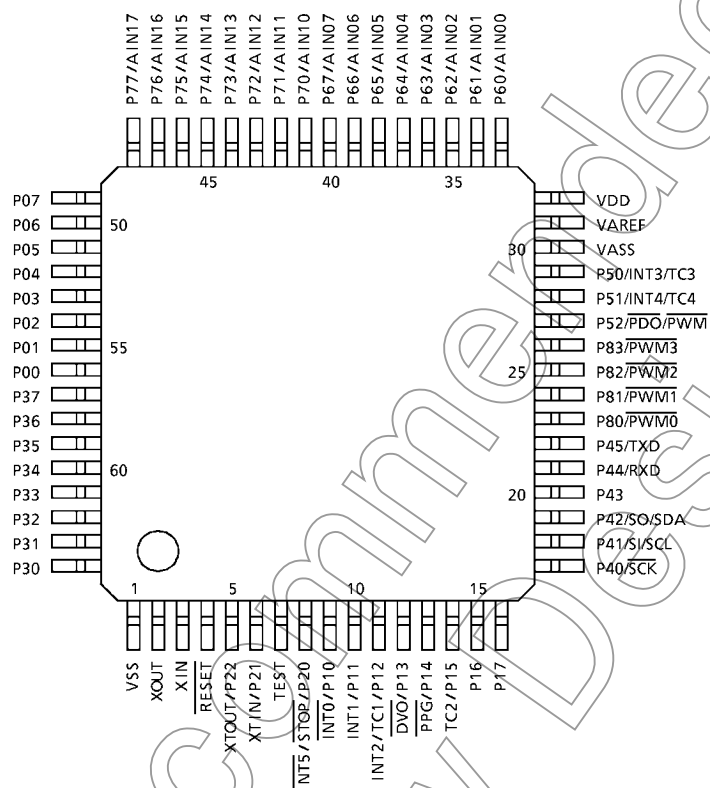 P77/AIN17
P76/AIN16
P75/AIN15
P74/AIN14
P73/AIN13
P72/AIN12
P71/AIN11
P70/AIN10
P67/AIN07
P66/AIN06
P65/AIN05
P64/AIN04
P63/AIN03
P62/AIN02
P61/AIN01
P60/AIN00
45
40
35
P07
P06
P05
P04
P03
P02
P01
P00
P37
P36
P35
P34
P33
P32
P31
P30
50
55
60
30
25
20
VDD
VAREF
VASS
P50/INT3/TC3
P51/INT4/TC4
P52/PDO/PWM
P83/PWM3
P82/PWM2
P81/PWM1
P80/PWM0
P45/TXD
P44/RXD
P43
P42/SO/SDA
P41/SI/SCL
P40/SCK
1
5
10
15
VSS
XOUT
XIN
RESET
XTOUT/P22
XTIN/P21
TEST
NT5/STOP/P20
INT0/P10
INT1/P11
INT2/TC1/P12
DVO/P13
PPG/P14
TC2/P15
P16
P17